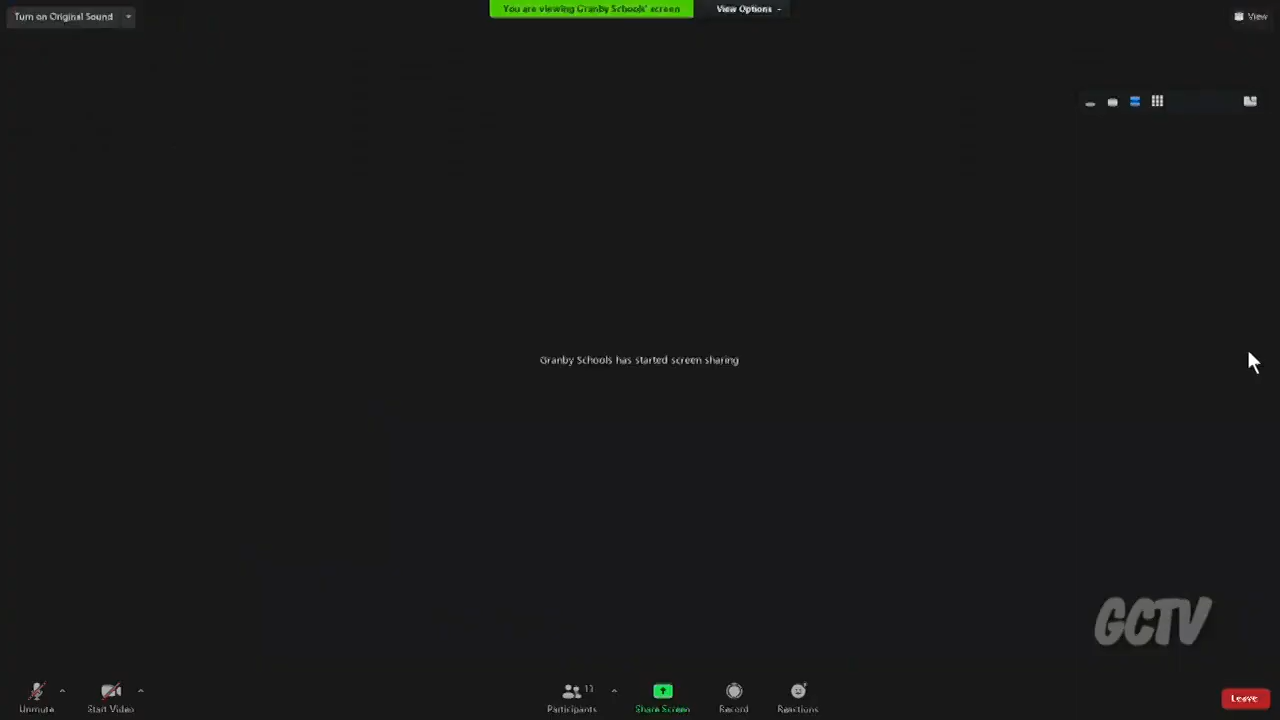 Turn on Original Sound
You are viewing Granby Schools' screen
View Options
View
Granby Schools has started screen sharing
GCTV
Unmute
Start Video
Participants
Share Screen
Record
Reactions
Leave